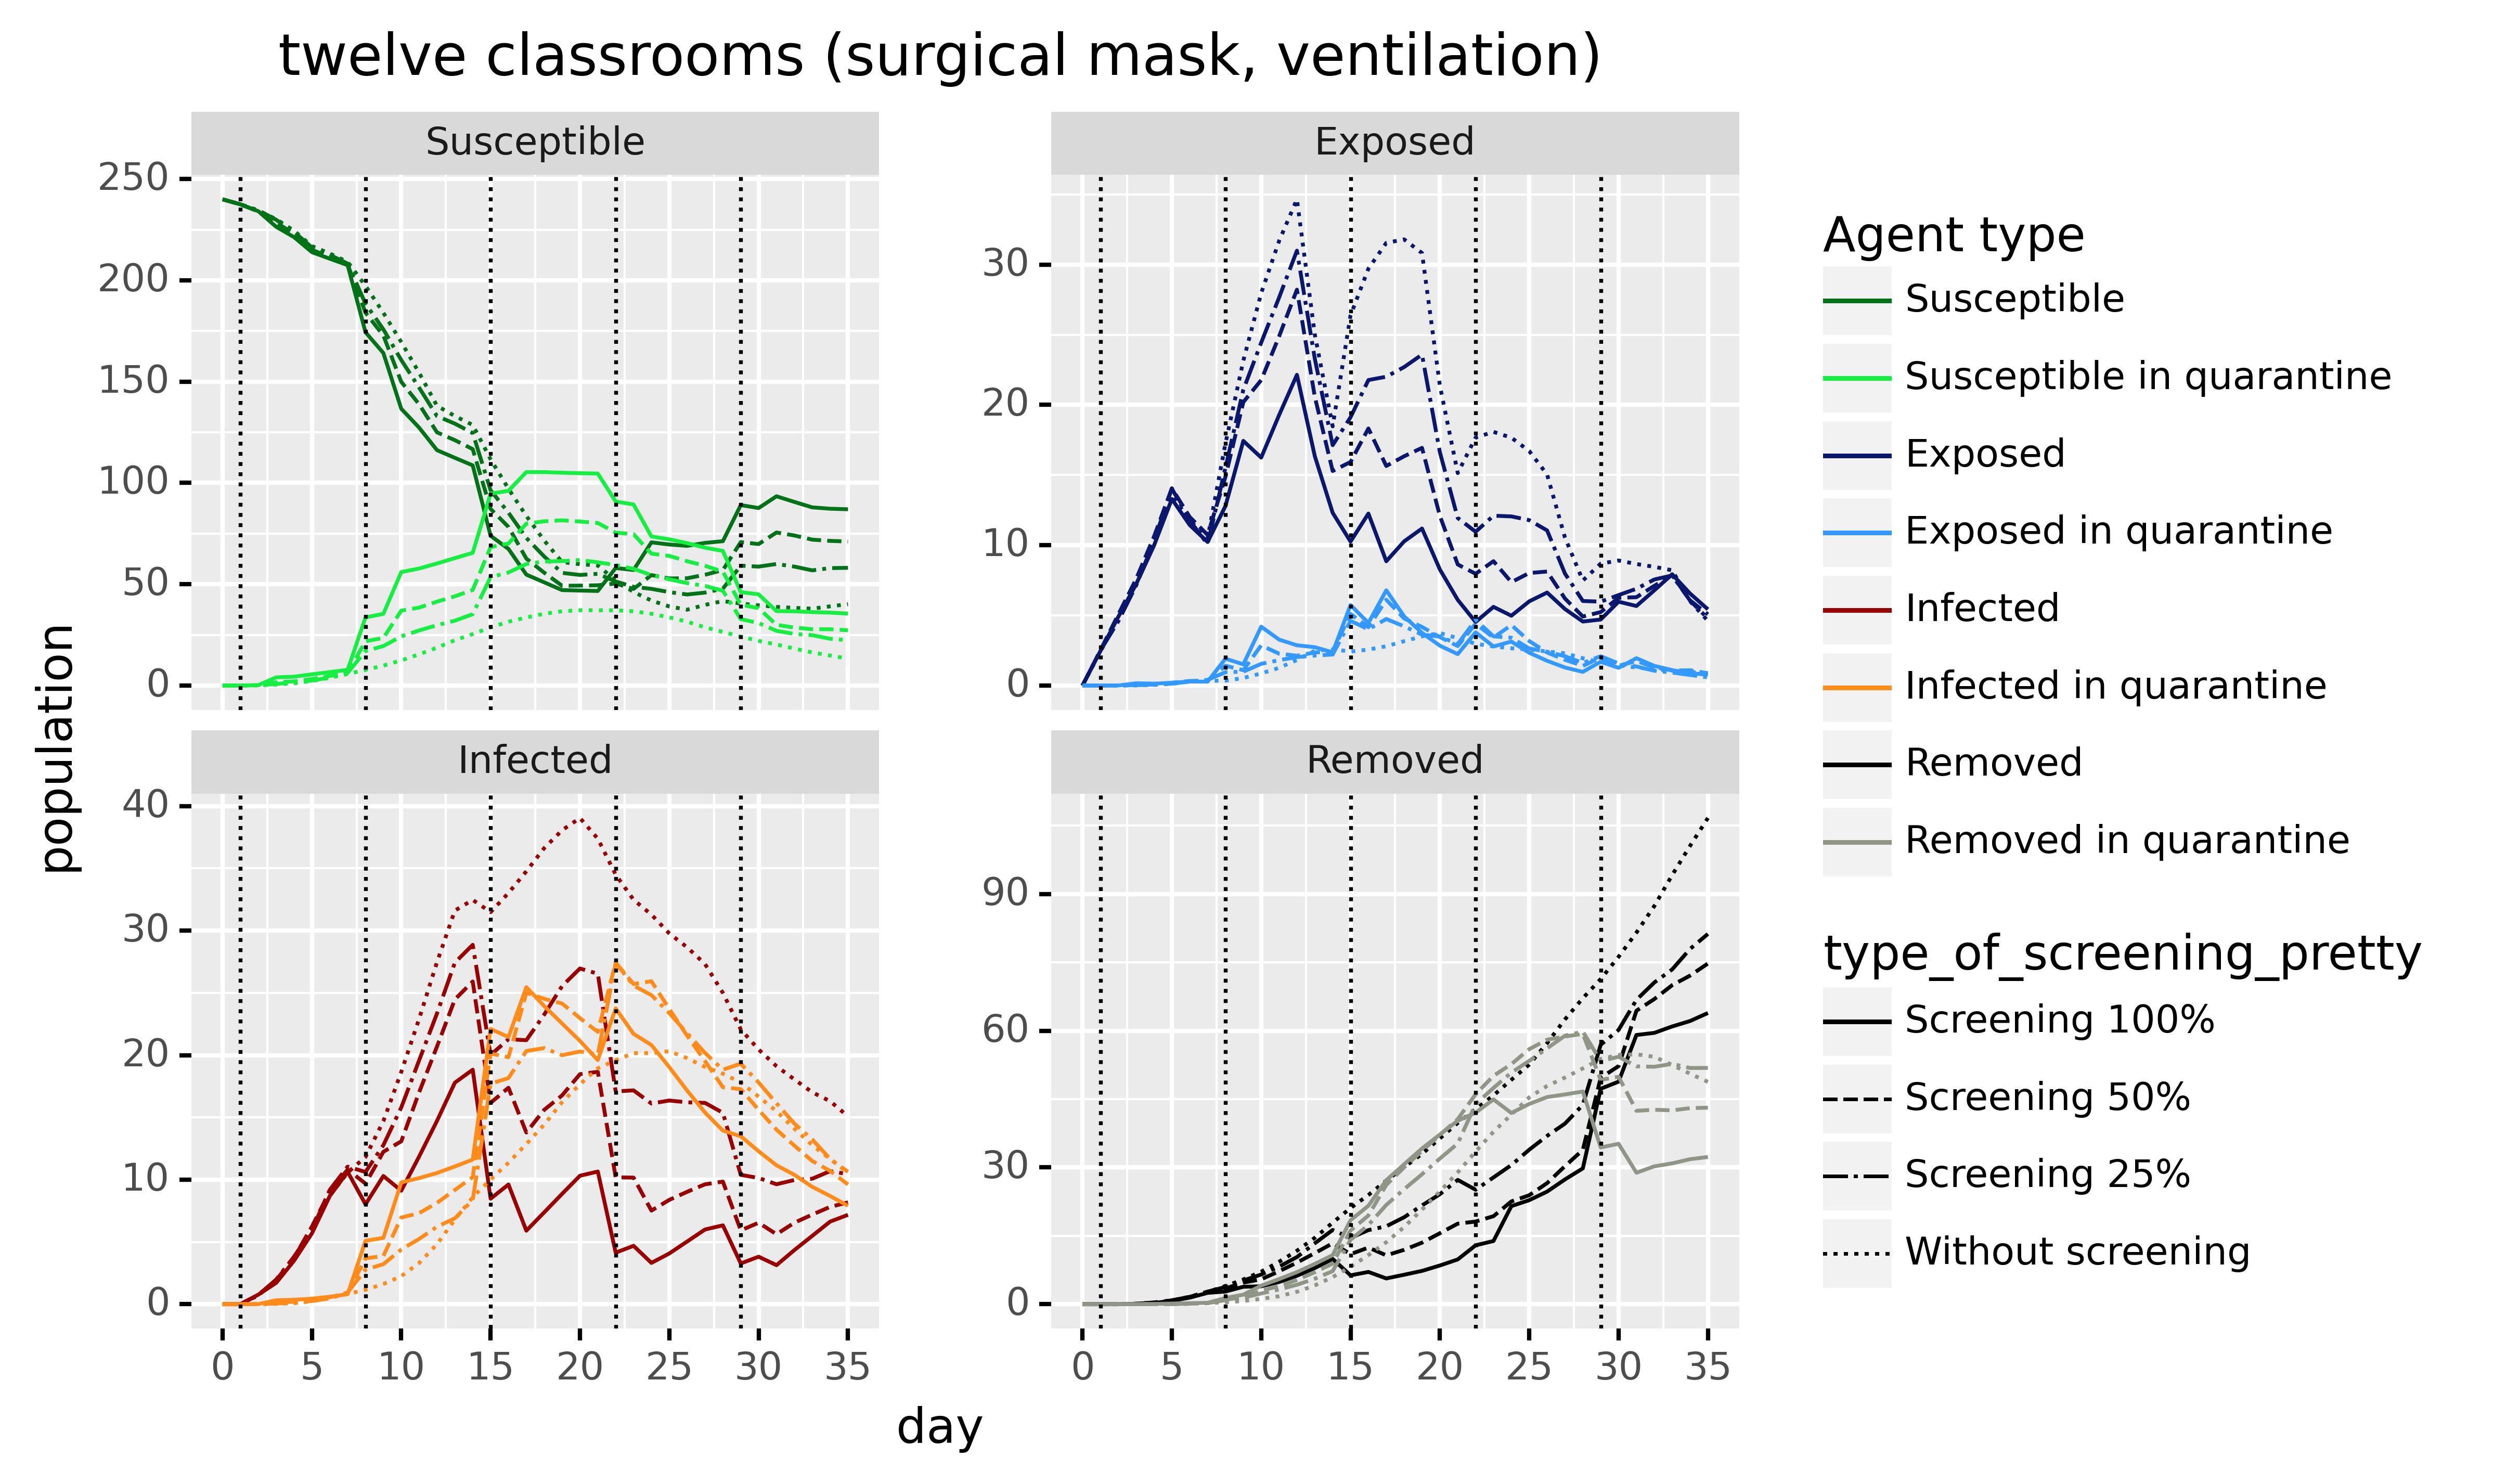 twelve classrooms (surgical mask, ventilation)
Susceptible
Exposed
250
200
150
100
50
0
30
20
10
0
Infected
Removed
40
30
20
10
0
90
60
30
0
0 5 10 15 20 25 30 35
0 5 10 15 20 25 30 35
population
day
Agent type
Susceptible
Susceptible in quarantine
Exposed
Exposed in quarantine
Infected
Infected in quarantine
Removed
Removed in quarantine
type_of_screening_pretty
Screening 100%
Screening 50%
Screening 25%
Without screening